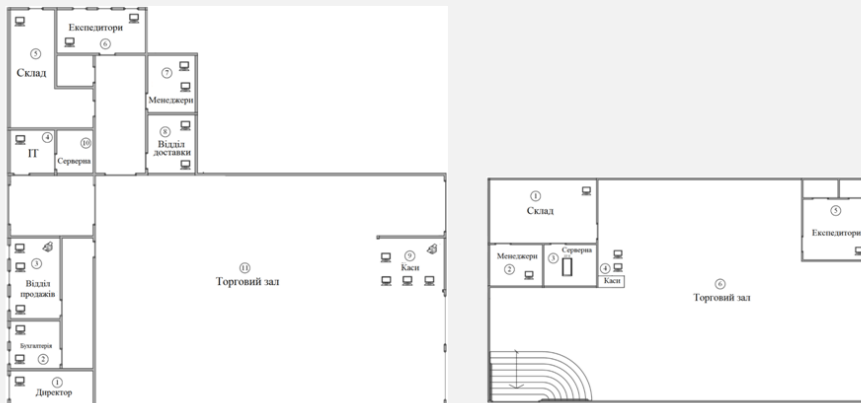 Експедитори
6
5
Склад
7
Менеджери
4
ІТ
10
Серверна
8
Відділ
доставки
3
Відділ
продажів
9
Каси
11
Торговий зал
Бухгалтерія
2
1
Директор
1
Склад
5
Експедитори
Менеджери
2
Серверна
3
4
Каси
6
Торговий зал